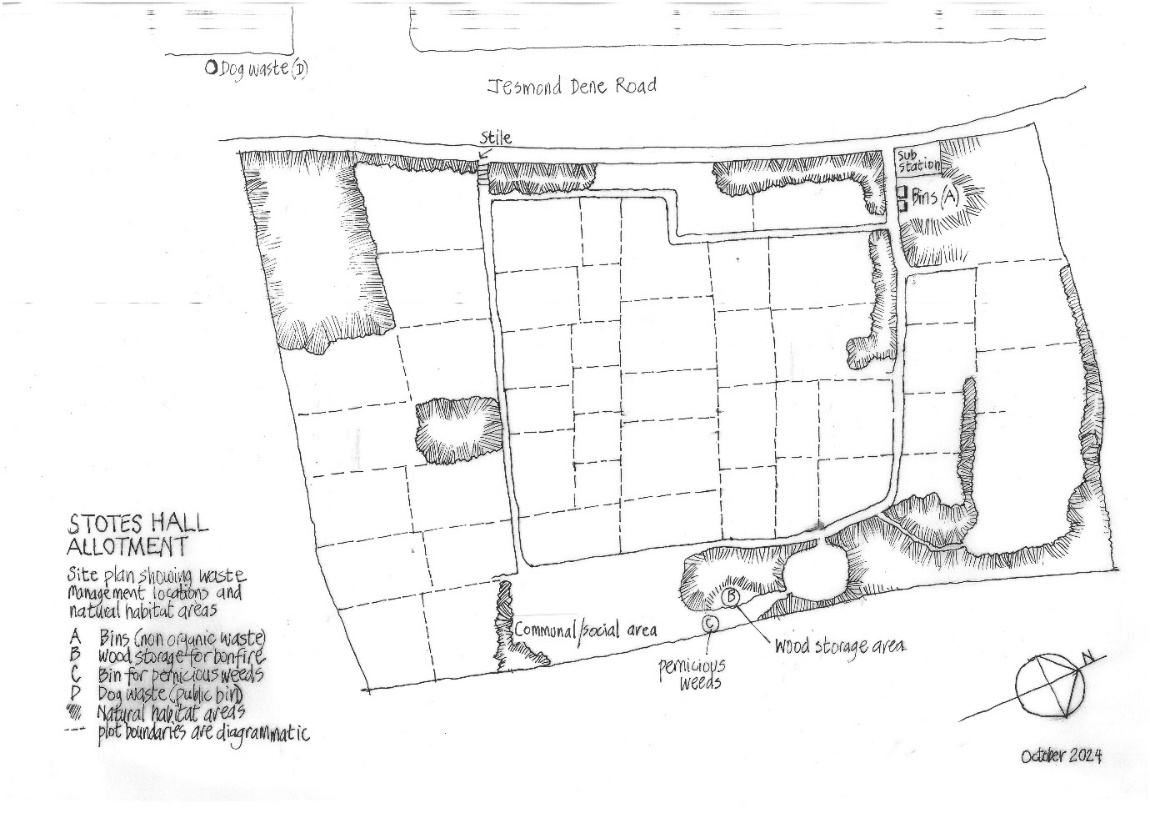 Dog waste (D)
Jesmond Dene Road
Stile
Sub
station
Bins (A)
STOTES HALL
ALLOTMENT
Site plan showing waste
management locations and
natural habitat areas
A Bins (non organic waste)
B Wood storage for bonfire
C Bin for pernicious weeds
D Dog waste (public bin)
Natural habitat areas
--- plot boundaries are diagrammatic
Communal/social area
B
C
Wood storage area
pernicious
weeds
N
October 2024